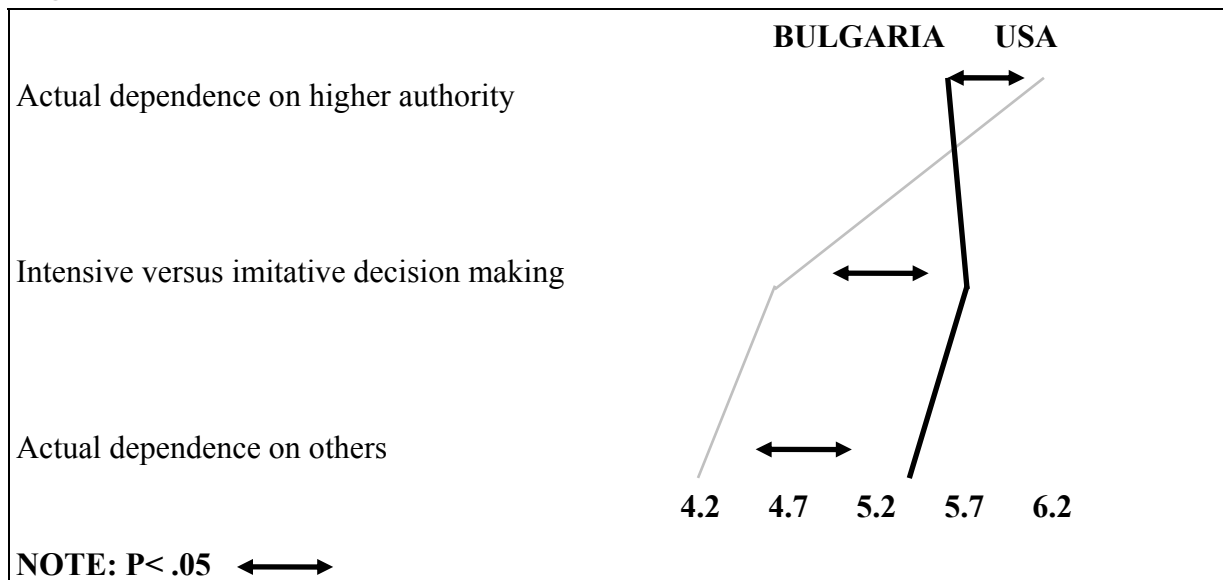 BULGARIA USA
Actual dependence on higher authority
Intensive versus imitative decision making
Actual dependence on others
4.2 4.7 5.2 5.7 6.2
NOTE: P< .05